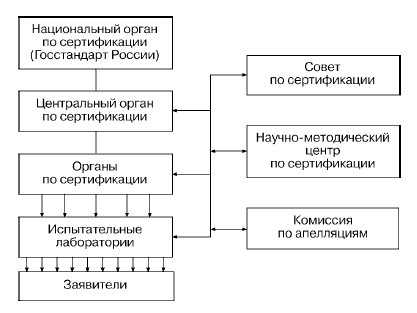 Национальный орган
по сертификации
(Госстандарт России)
Центральный орган
по сертификации
Органы
по сертификации
Испытательные
лаборатории
Заявители
Совет
по сертификации
Научно-методический
центр
по сертификации
Комиссия
по апелляциям